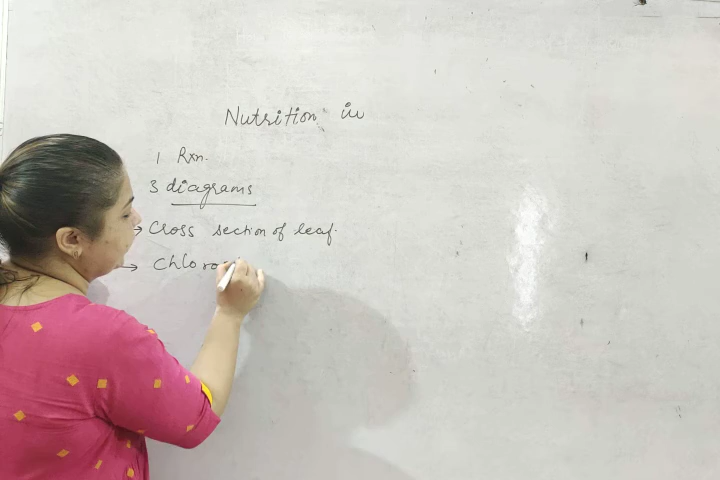 Nutrition in
1 Rxn.
3 diagrams
→ Cross section of leaf.
→ Chloro